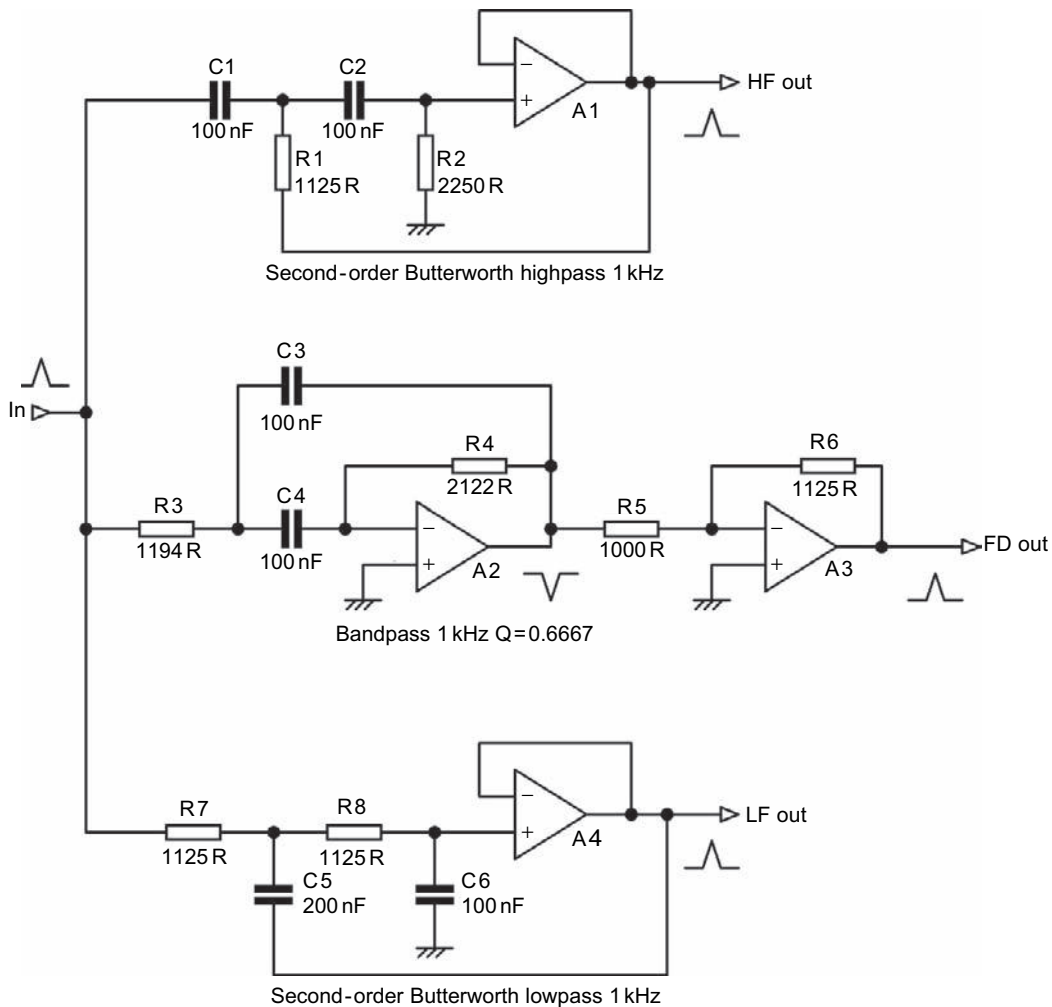 C1
100 nF
C2
100 nF
R1
1125 R
R2
2250 R
−
+
A1
HF out
Second-order Butterworth highpass 1 kHz
In
C3
100 nF
R4
2122 R
R3
1194 R
C4
100 nF
−
+
A2
R5
1000 R
R6
1125 R
−
+
A3
FD out
Bandpass 1 kHz Q=0.6667
R7
1125 R
R8
1125 R
C5
200 nF
C6
100 nF
−
+
A4
LF out
Second-order Butterworth lowpass 1 kHz